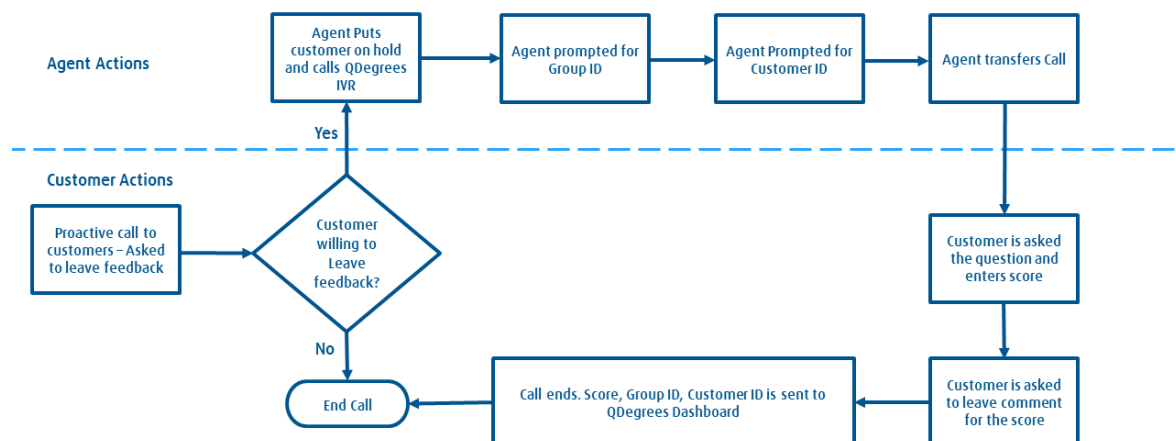 Agent Actions
Agent Puts
customer on hold
and calls QDegrees
IVR
Agent prompted for
Group ID
Agent Prompted for
Customer ID
Agent transfers Call
Yes
Customer Actions
Proactive call to
customers – Asked
to leave feedback
Customer
willing to
Leave
feedback?
No
End Call
Customer is asked
the question and
enters score
Customer is asked
to leave comment
for the score
Call ends. Score, Group ID, Customer ID is sent to
QDegrees Dashboard